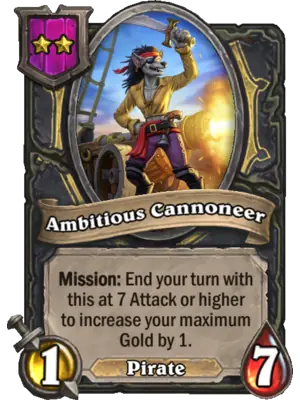 Ambitious Cannoneer
Mission: End your turn with
this at 7 Attack or higher
to increase your maximum
Gold by 1.
1
Pirate
7